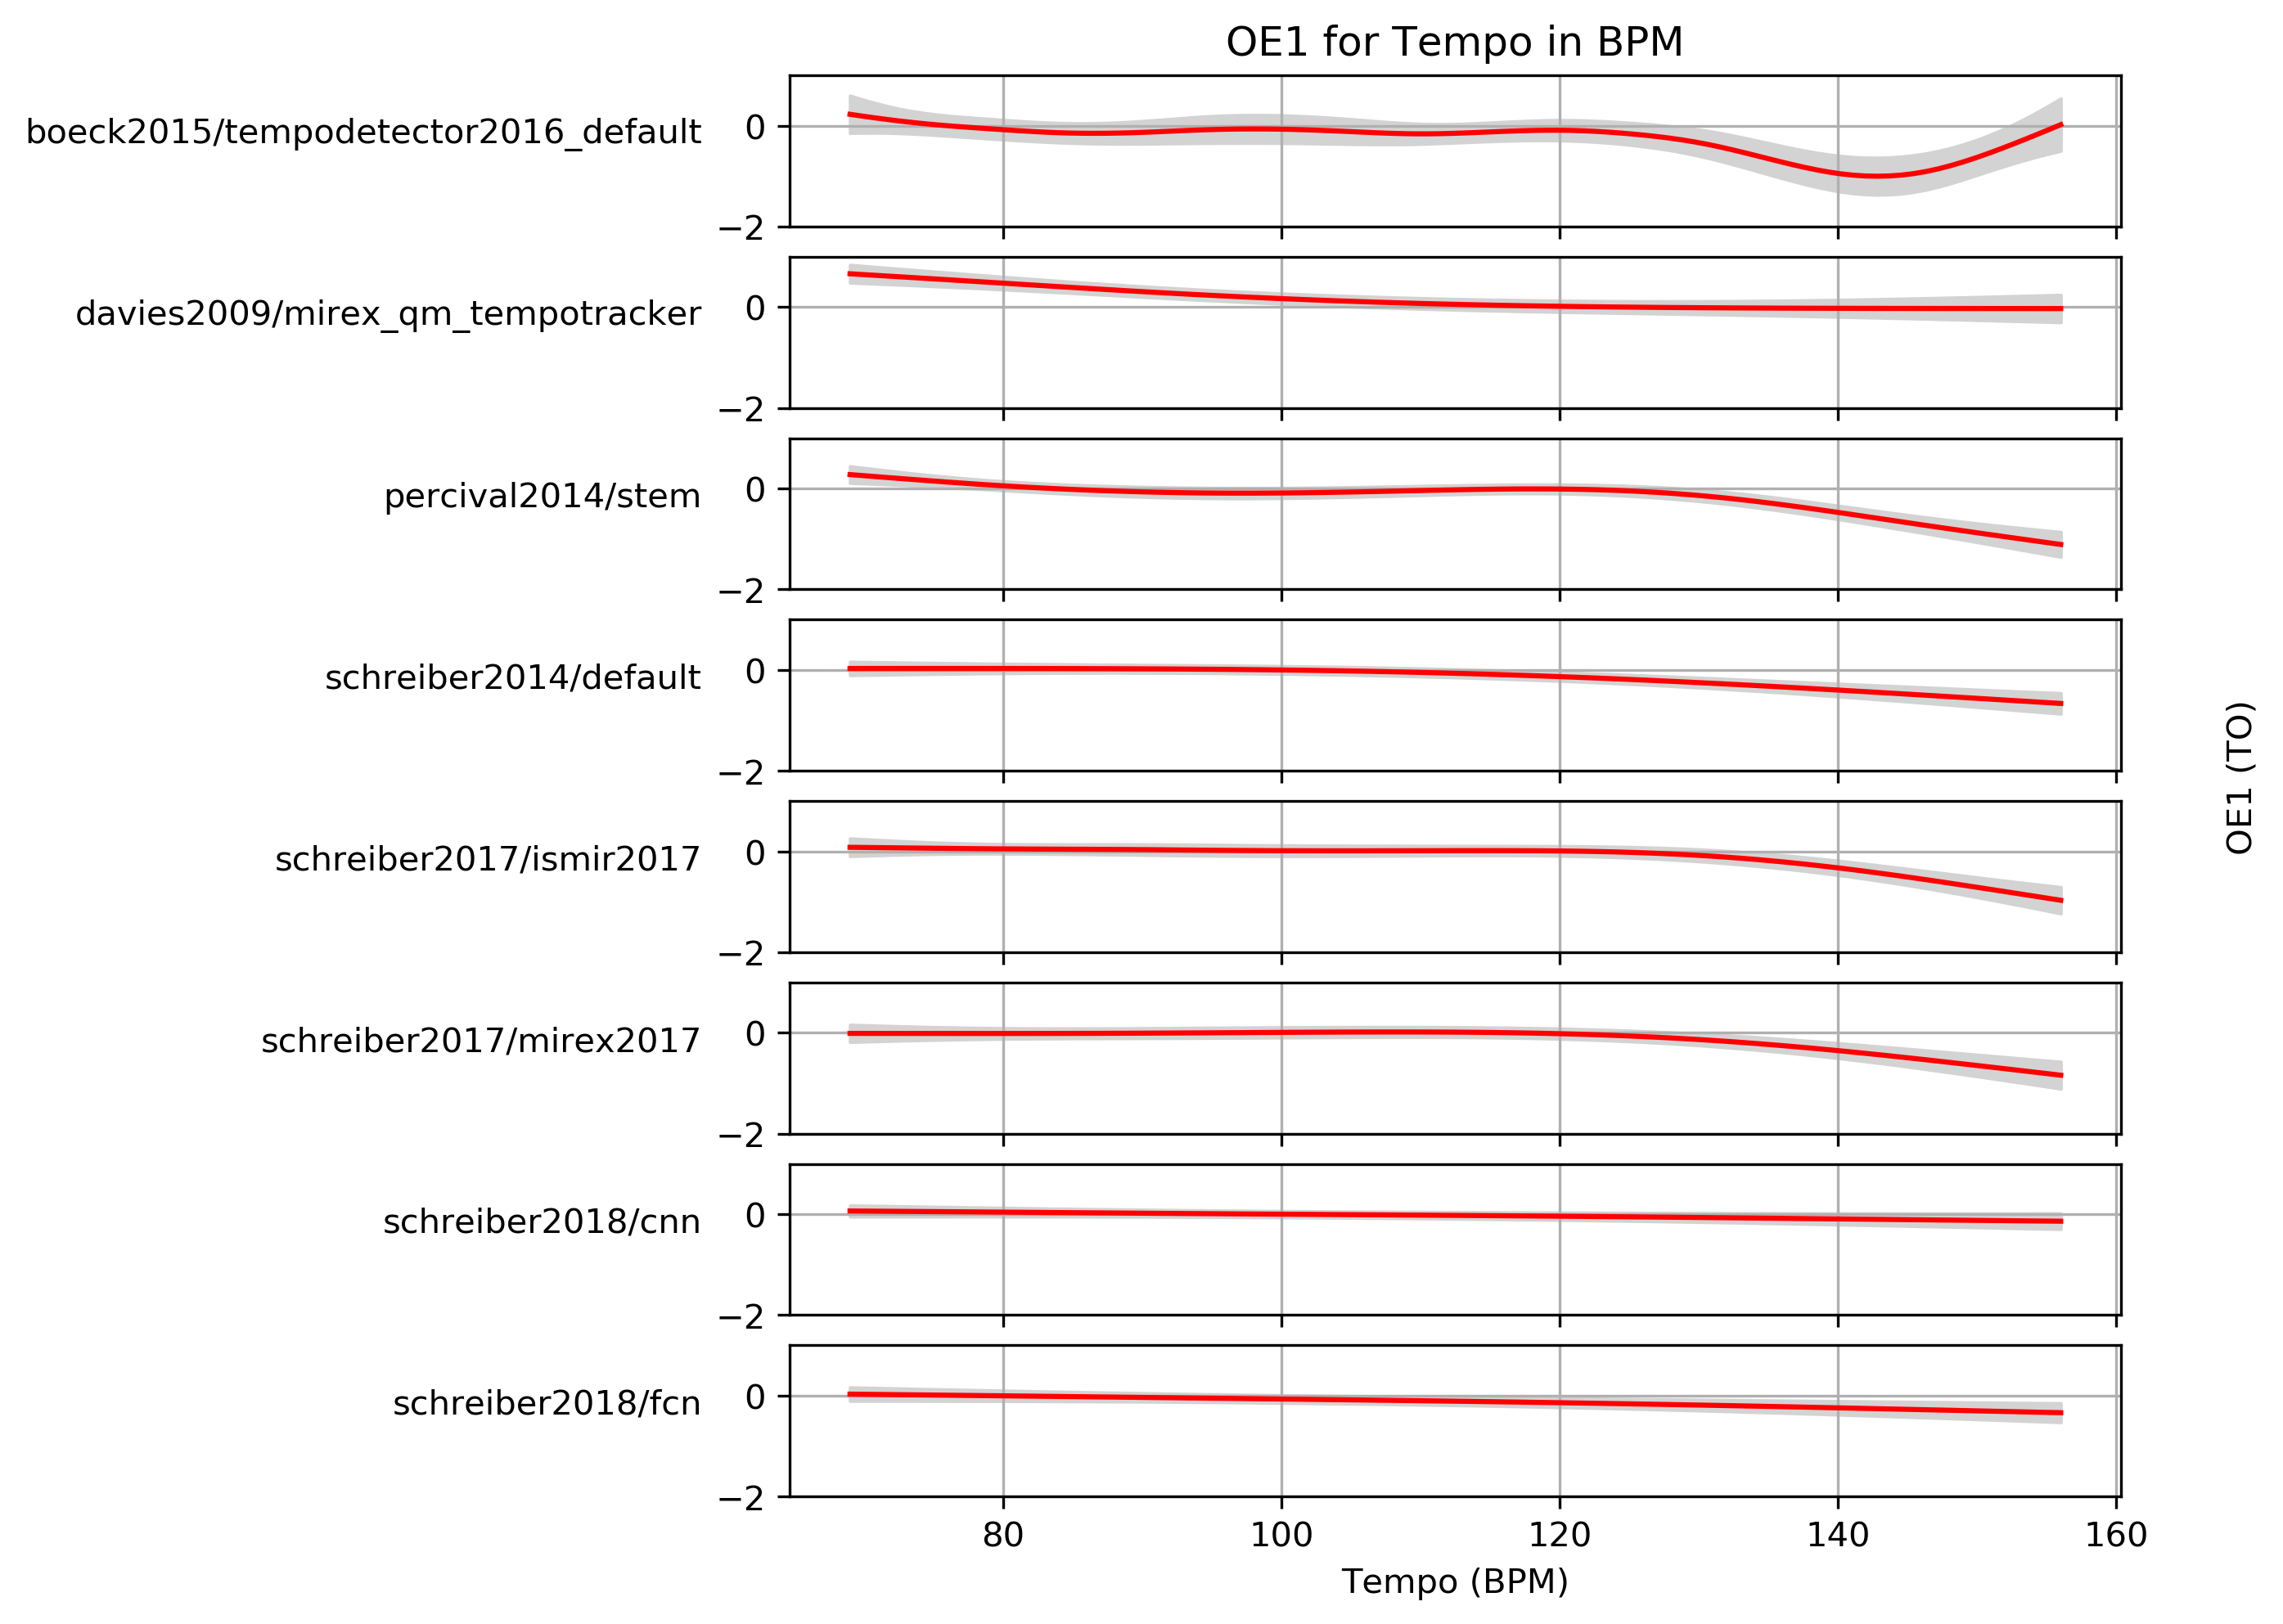 OE1 for Tempo in BPM
boeck2015/tempodetector2016_default
0
−2
davies2009/mirex_qm_tempotracker
0
−2
percival2014/stem
0
−2
schreiber2014/default
0
−2
schreiber2017/ismir2017
0
−2
schreiber2017/mirex2017
0
−2
schreiber2018/cnn
0
−2
schreiber2018/fcn
0
−2
80 100 120 140 160
Tempo (BPM)
OE1 (TO)